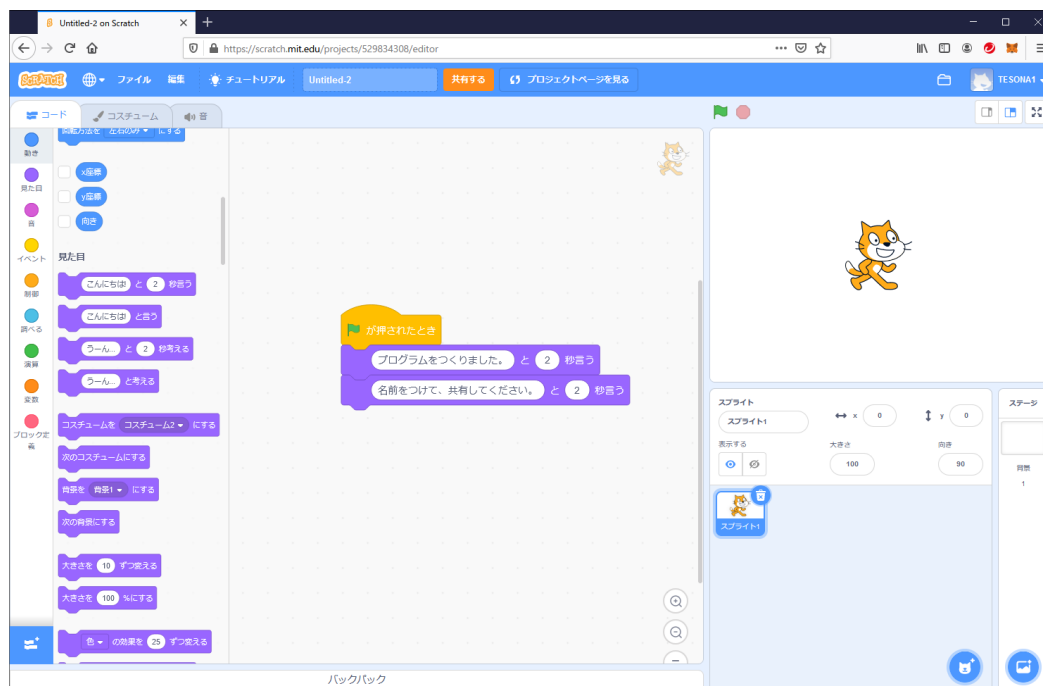 Untitled-2 on Scratch
https://scratch.mit.edu/projects/529834308/editor
SCRATCH ファイル 編集 チュートリアル Untitled-2 共有する プロジェクトページを見る TESONA1
コード コスチューム 音
回転方法を 左右のみ にする
動き
x座標
見た目
y座標
音
向き
イベント
見た目
制御
こんにちは! と 2 秒言う
調べる
こんにちは! と言う
演算
うーん... と 2 秒考える
変数
うーん... と考える
ブロック定義
コスチュームを コスチューム2 にする
次のコスチュームにする
背景を 背景1 にする
次の背景にする
大きさを 10 ずつ変える
大きさを 100 %にする
色 の効果を 25 ずつ変える
が押されたとき
プログラムをつくりました。 と 2 秒言う
名前をつけて、共有してください。 と 2 秒言う
スプライト
スプライト1 x 0 y 0
表示する 大きさ 100 向き 90
スプライト1
ステージ
背景
1
バックパック